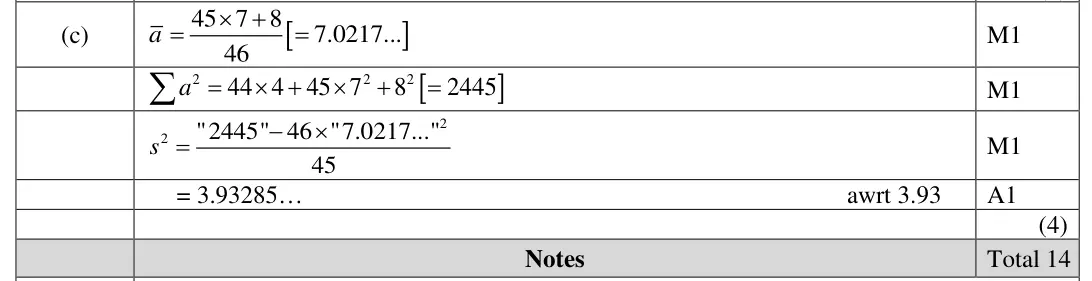 (c) a̅ = (45×7+8)/46 [= 7.0217...] M1
∑a² = 44×4+45×7²+8² [= 2445] M1
s² = ("2445"−46×"7.0217..."²)/45 M1
= 3.93285… awrt 3.93 A1
(4)
Notes Total 14